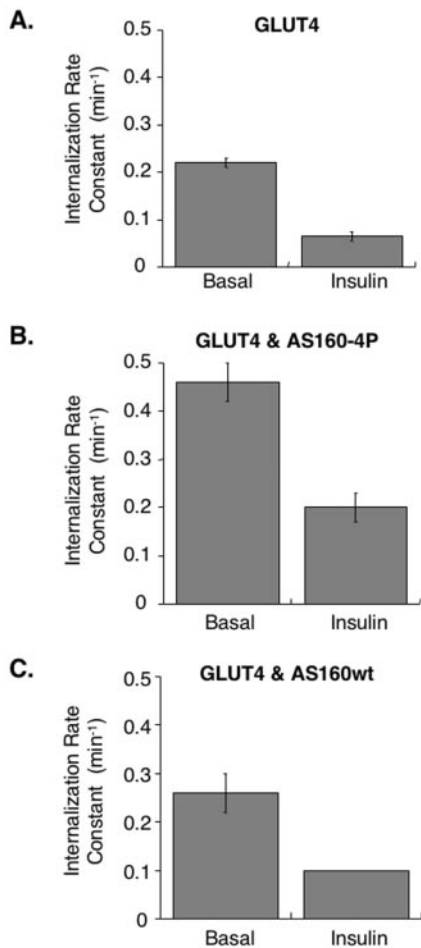 A.
GLUT4
Internalization Rate
Constant (min⁻¹)
0.5
0.4
0.3
0.2
0.1
0
Basal Insulin
B.
GLUT4 & AS160-4P
Internalization Rate
Constant (min⁻¹)
0.5
0.4
0.3
0.2
0.1
0
Basal Insulin
C.
GLUT4 & AS160wt
Internalization Rate
Constant (min⁻¹)
0.5
0.4
0.3
0.2
0.1
0
Basal Insulin